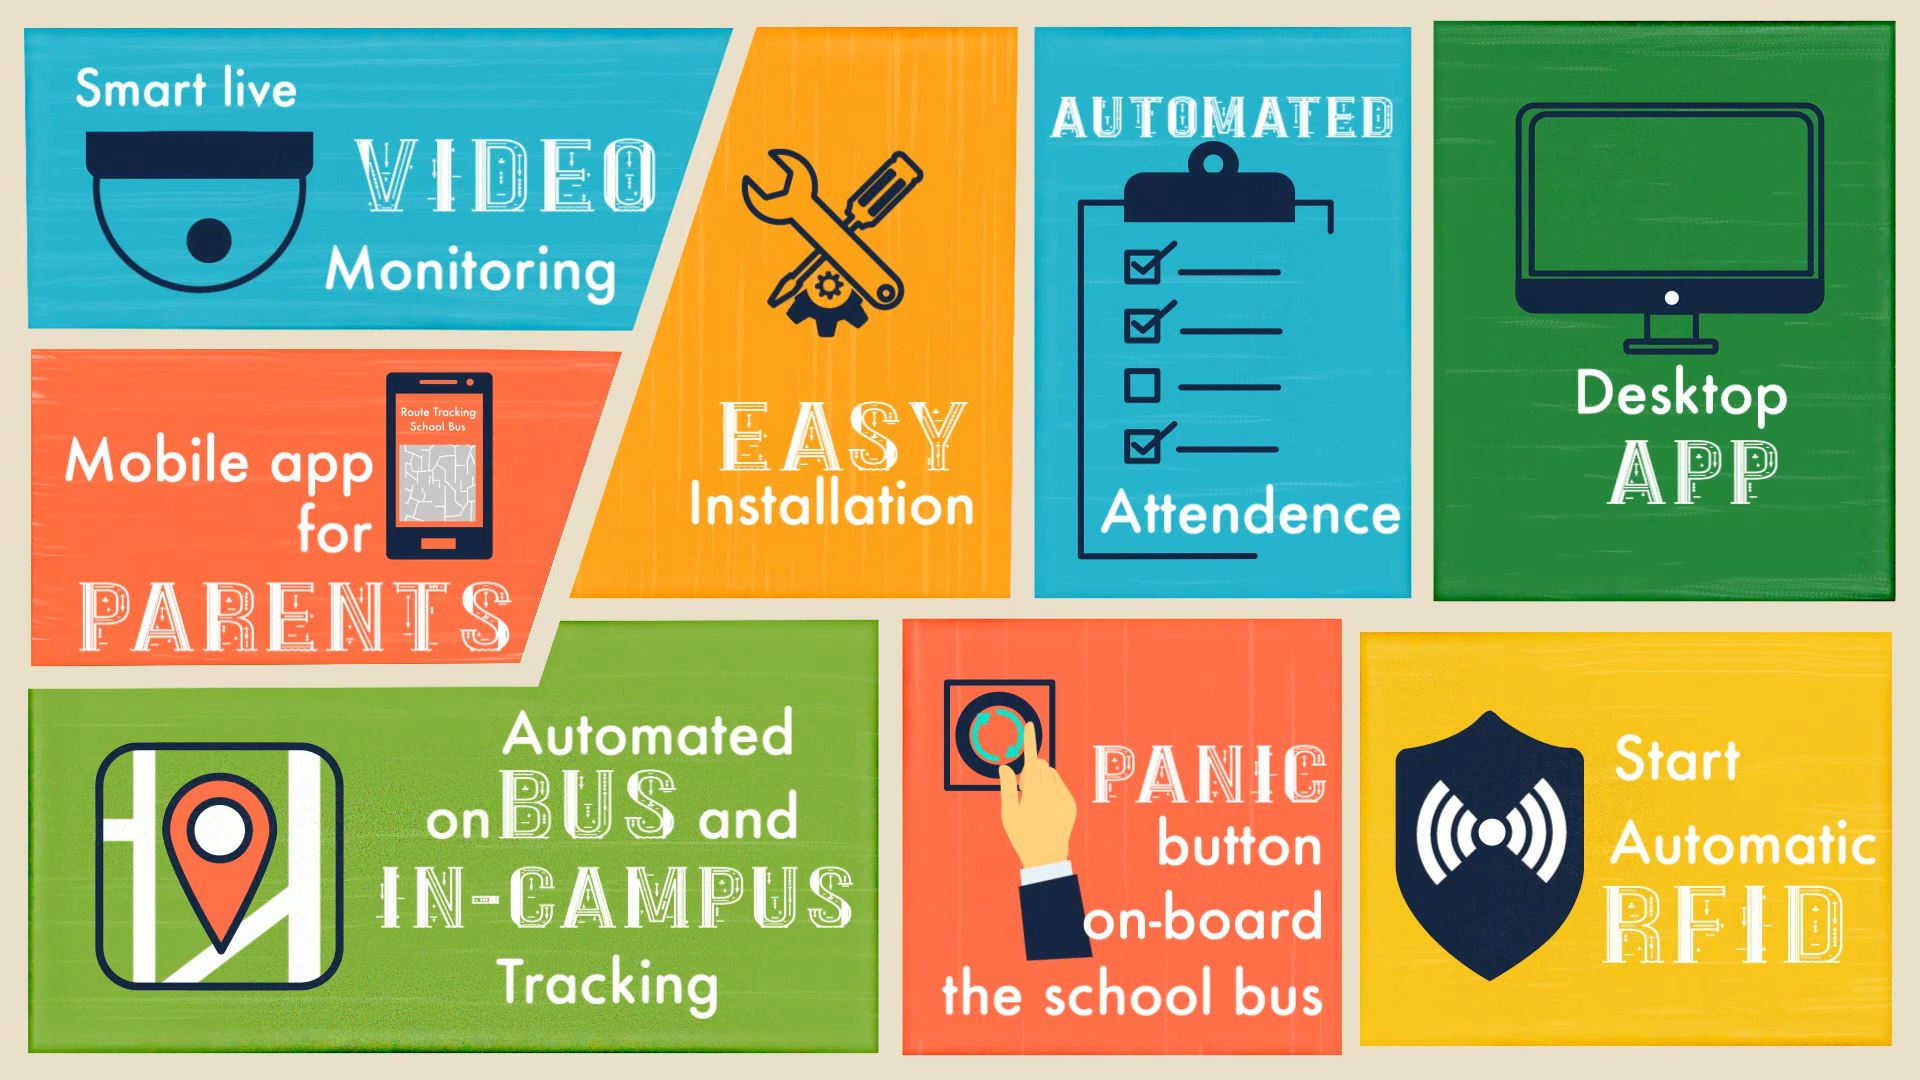 Smart live
VIDEO
Monitoring
EASY
Installation
AUTOMATED
Attendence
Desktop
APP
Mobile app
for
PARENTS
Route Tracking
School Bus
Automated
on BUS and
IN-CAMPUS
Tracking
PANIC
button
on-board
the school bus
Start
Automatic
RFID